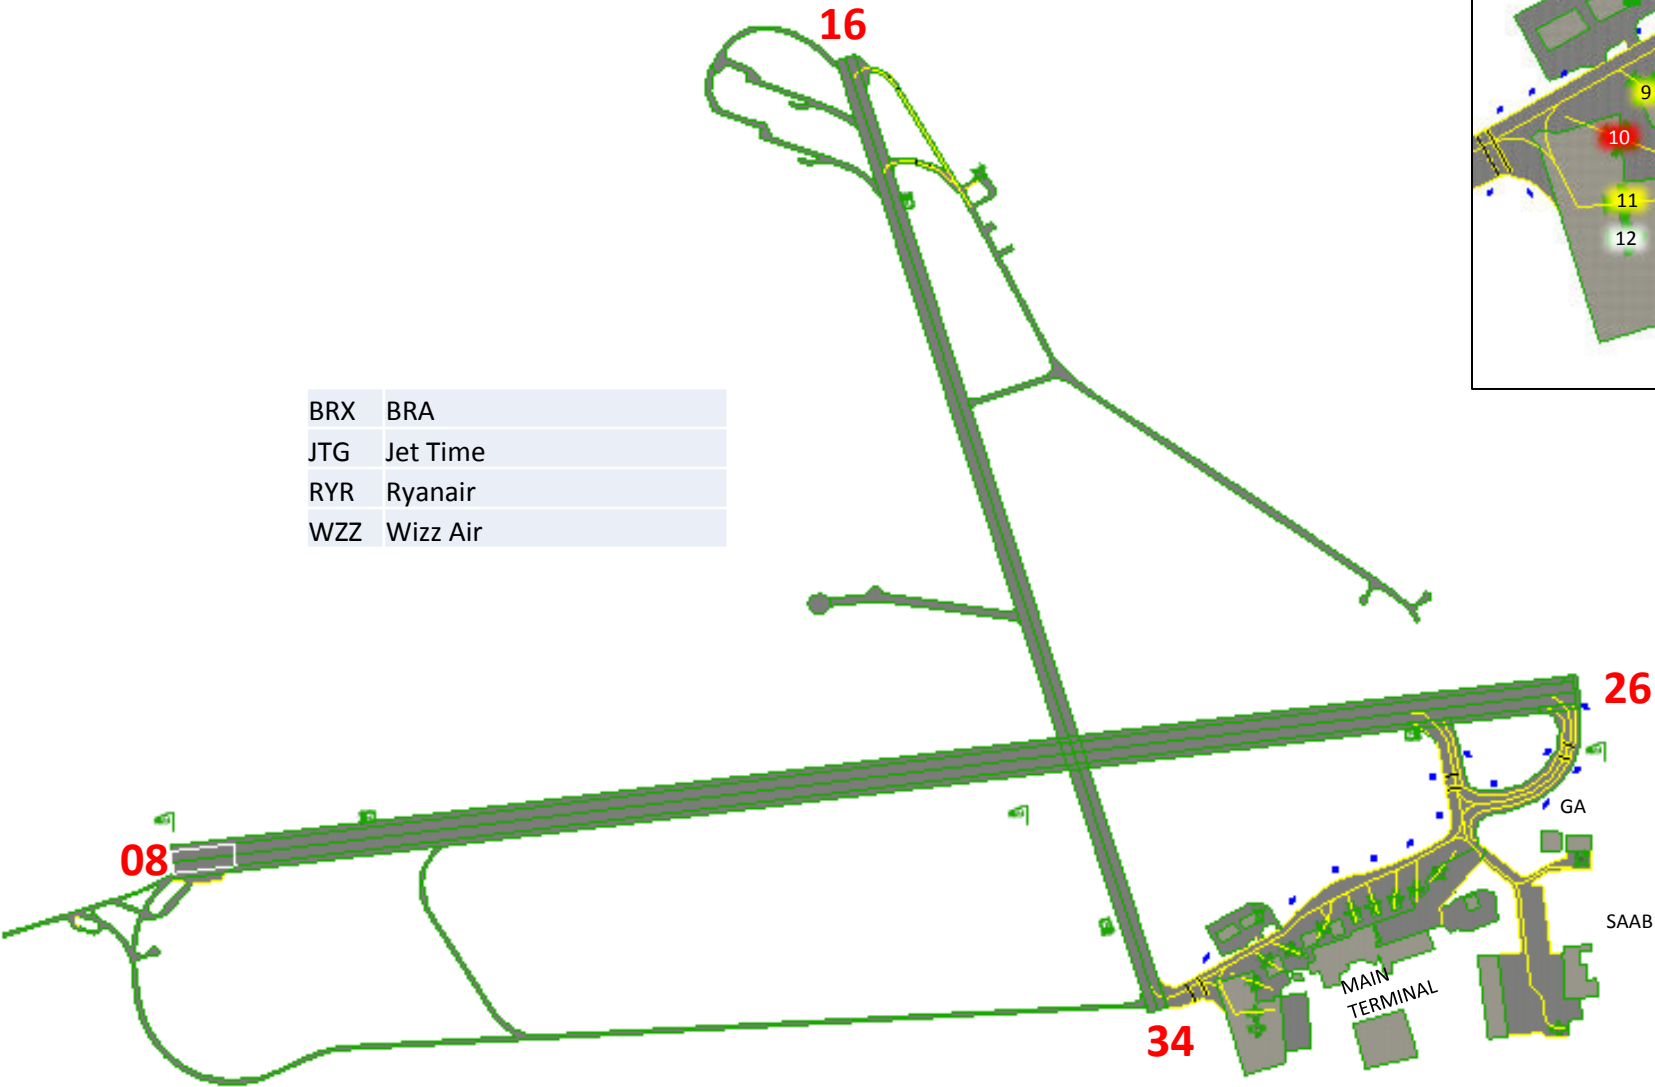 16
9
10
11
12
BRX BRA
JTG Jet Time
RYR Ryanair
WZZ Wizz Air
26
GA
08
SAAB
MAIN
TERMINAL
34